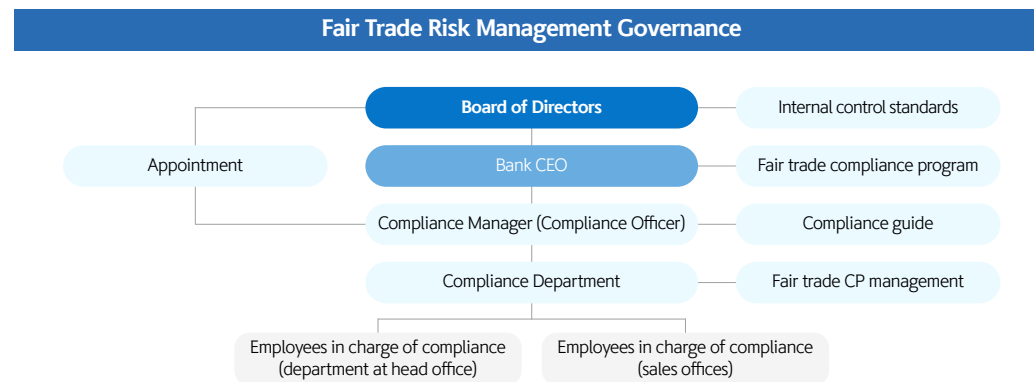 Fair Trade Risk Management Governance
Board of Directors
Internal control standards
Appointment
Bank CEO
Fair trade compliance program
Compliance Manager (Compliance Officer)
Compliance guide
Compliance Department
Fair trade CP management
Employees in charge of compliance
(department at head office)
Employees in charge of compliance
(sales offices)